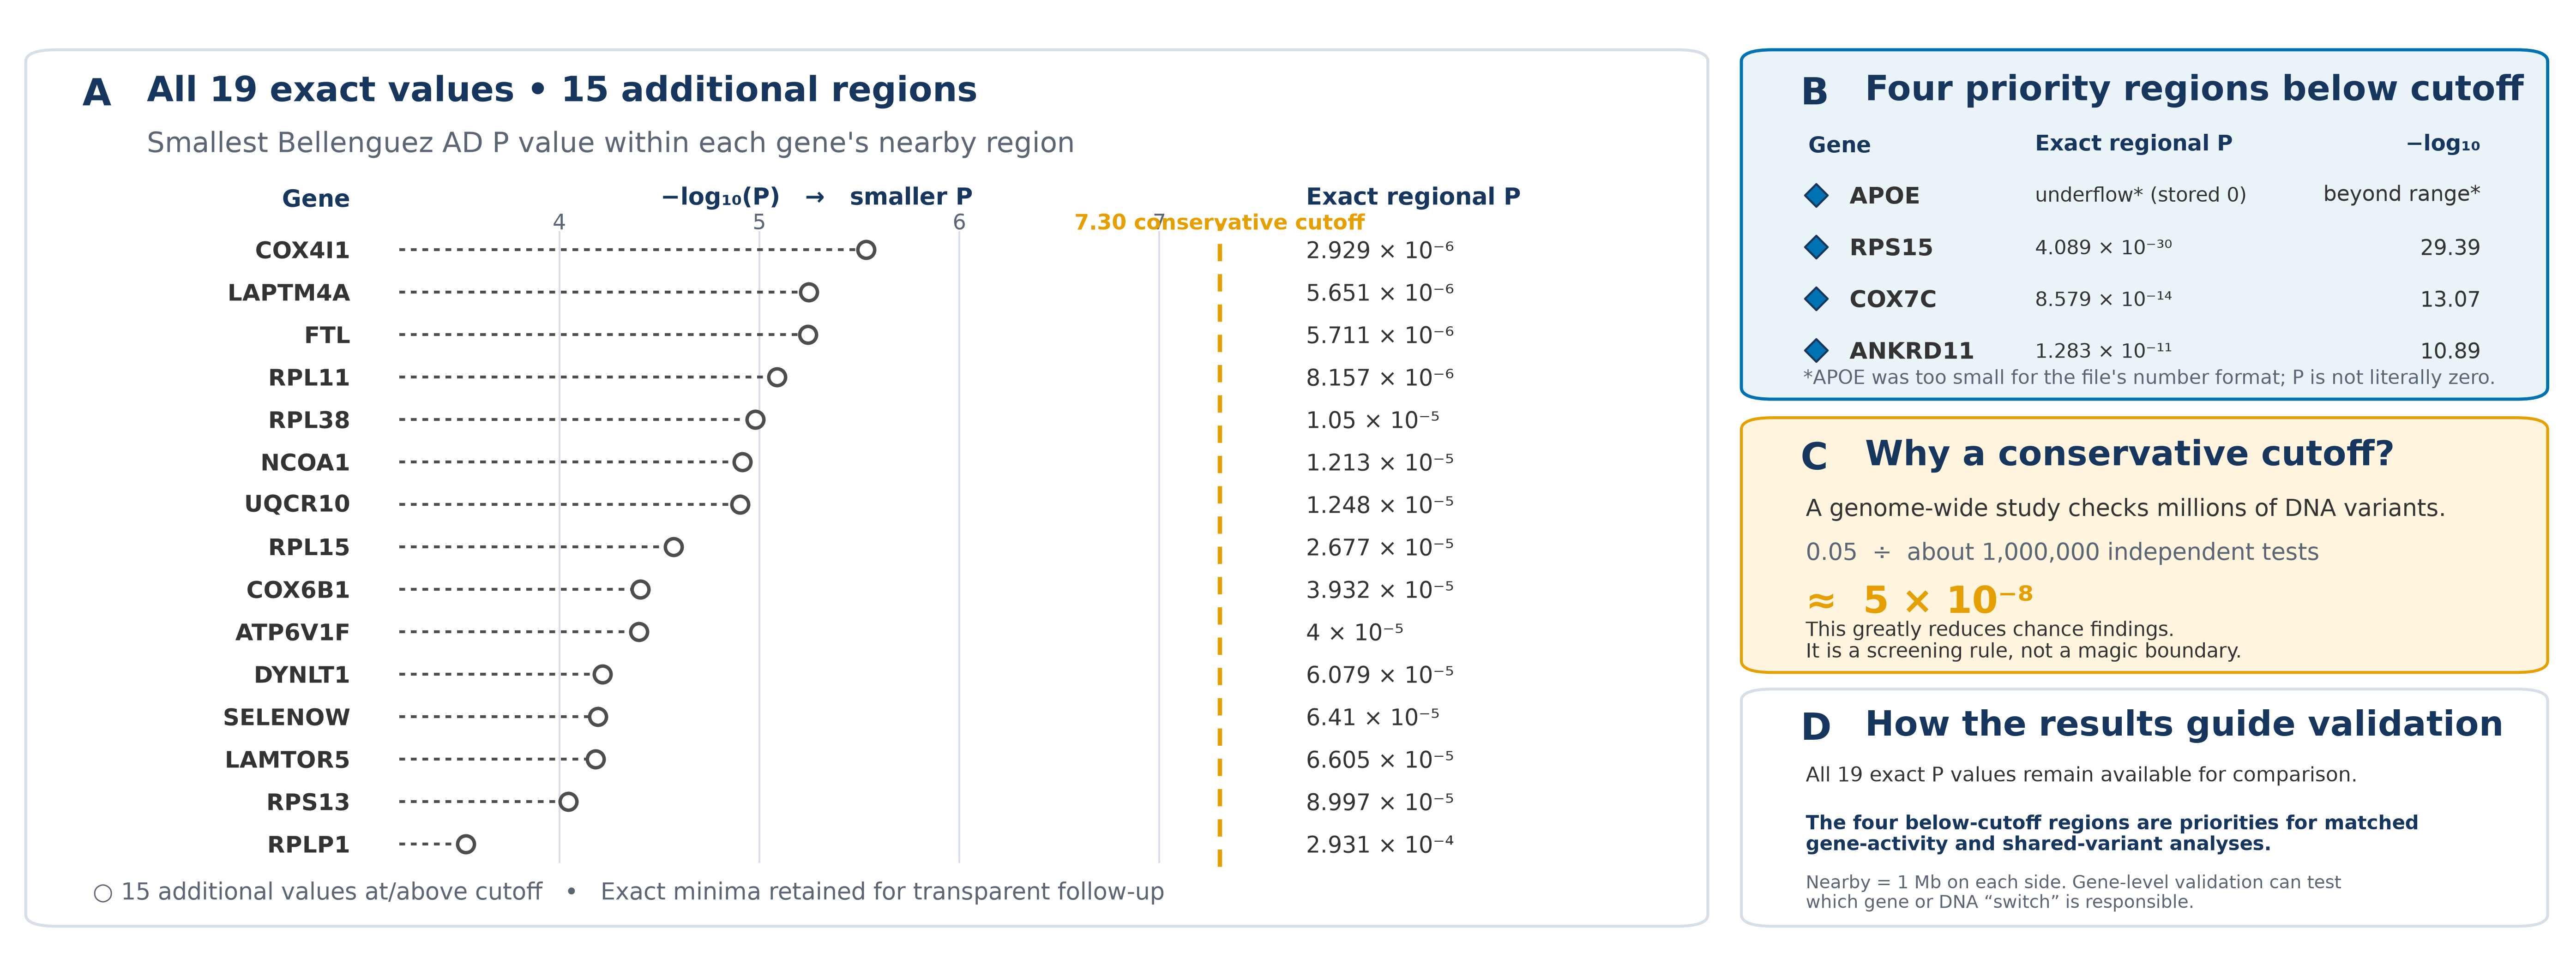 A All 19 exact values • 15 additional regions
Smallest Bellenguez AD P value within each gene's nearby region
Gene −log₁₀(P) → smaller P Exact regional P
4 5 6 7
7.30 conservative cutoff
COX4I1 2.929 × 10⁻⁶
LAPTM4A 5.651 × 10⁻⁶
FTL 5.711 × 10⁻⁶
RPL11 8.157 × 10⁻⁶
RPL38 1.05 × 10⁻⁵
NCOA1 1.213 × 10⁻⁵
UQCR10 1.248 × 10⁻⁵
RPL15 2.677 × 10⁻⁵
COX6B1 3.932 × 10⁻⁵
ATP6V1F 4 × 10⁻⁵
DYNLT1 6.079 × 10⁻⁵
SELENOW 6.41 × 10⁻⁵
LAMTOR5 6.605 × 10⁻⁵
RPS13 8.997 × 10⁻⁵
RPLP1 2.931 × 10⁻⁴
○ 15 additional values at/above cutoff • Exact minima retained for transparent follow-up
B Four priority regions below cutoff
Gene Exact regional P −log₁₀
APOE underflow* (stored 0) beyond range*
RPS15 4.089 × 10⁻³⁰ 29.39
COX7C 8.579 × 10⁻¹⁴ 13.07
ANKRD11 1.283 × 10⁻¹¹ 10.89
*APOE was too small for the file's number format; P is not literally zero.
C Why a conservative cutoff?
A genome-wide study checks millions of DNA variants.
0.05 ÷ about 1,000,000 independent tests
≈ 5 × 10⁻⁸
This greatly reduces chance findings.
It is a screening rule, not a magic boundary.
D How the results guide validation
All 19 exact P values remain available for comparison.
The four below-cutoff regions are priorities for matched
gene-activity and shared-variant analyses.
Nearby = 1 Mb on each side. Gene-level validation can test
which gene or DNA “switch” is responsible.